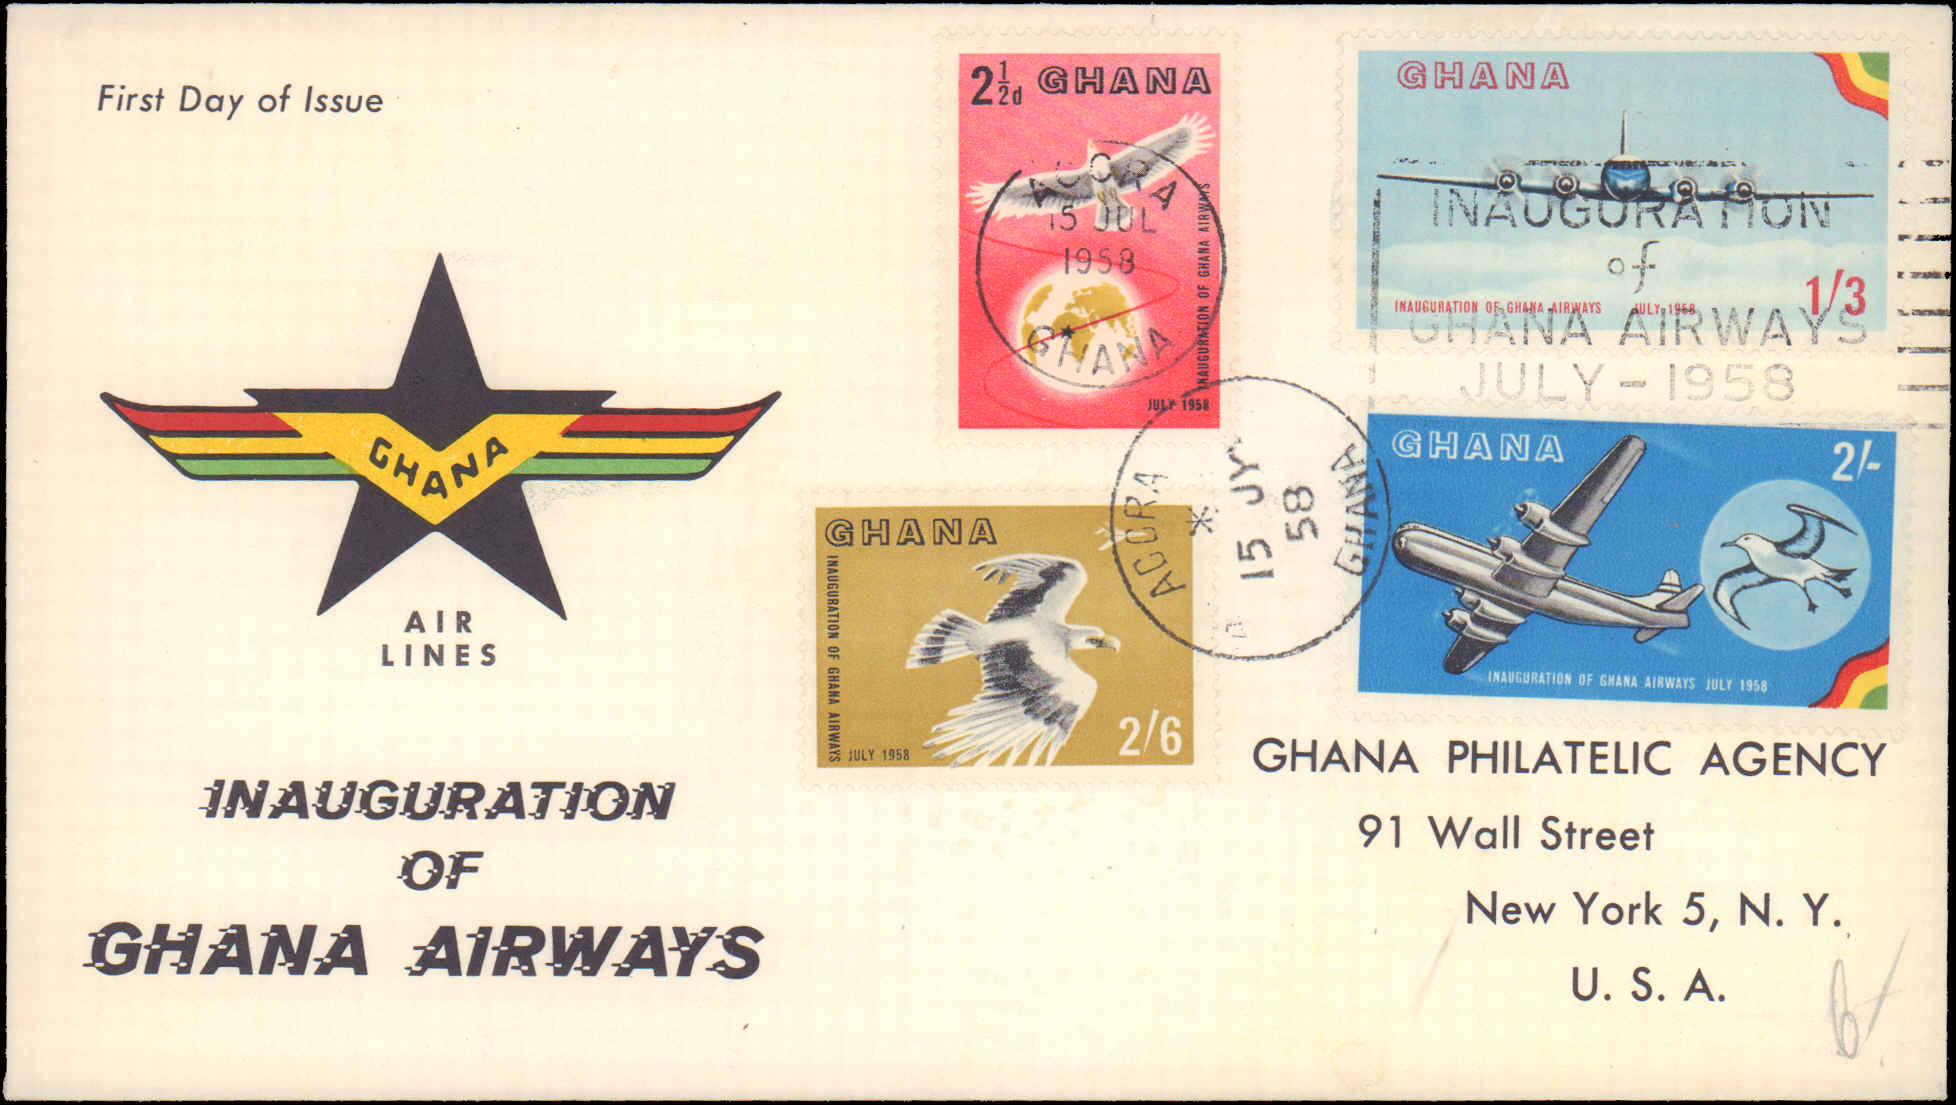 First Day of Issue
GHANA
AIR
LINES
INAUGURATION
OF
GHANA AIRWAYS
2½d GHANA
INAUGURATION OF GHANA AIRWAYS
JULY 1958
ACCRA
15 JUL
1958
GHANA
GHANA
INAUGURATION OF GHANA AIRWAYS JULY 1958
1/3
INAUGURATION
of
GHANA AIRWAYS
JULY - 1958
GHANA
INAUGURATION OF GHANA AIRWAYS
JULY 1958
2/6
ACCRA
15 JY
58
GHANA
GHANA
2/-
INAUGURATION OF GHANA AIRWAYS JULY 1958
GHANA PHILATELIC AGENCY
91 Wall Street
New York 5, N. Y.
U. S. A.